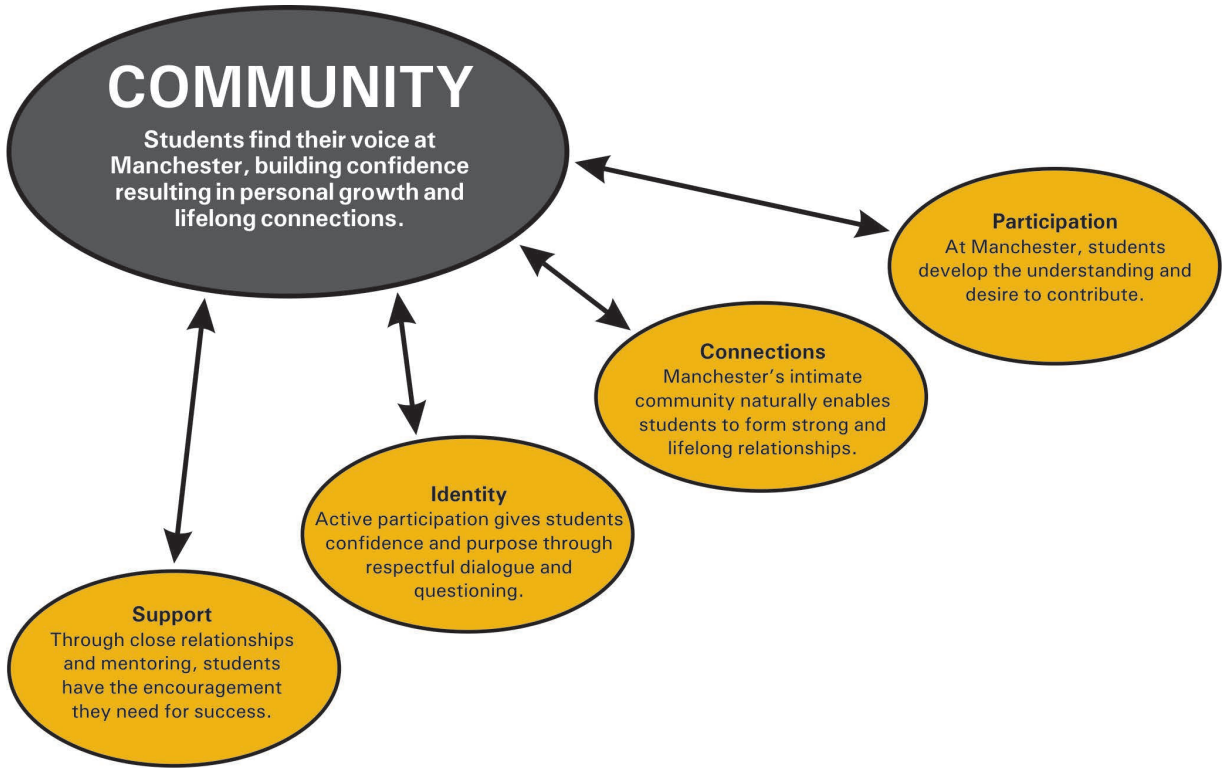 COMMUNITY
Students find their voice at
Manchester, building confidence
resulting in personal growth and
lifelong connections.
Participation
At Manchester, students
develop the understanding and
desire to contribute.
Connections
Manchester's intimate
community naturally enables
students to form strong and
lifelong relationships.
Identity
Active participation gives students
confidence and purpose through
respectful dialogue and
questioning.
Support
Through close relationships
and mentoring, students
have the encouragement
they need for success.